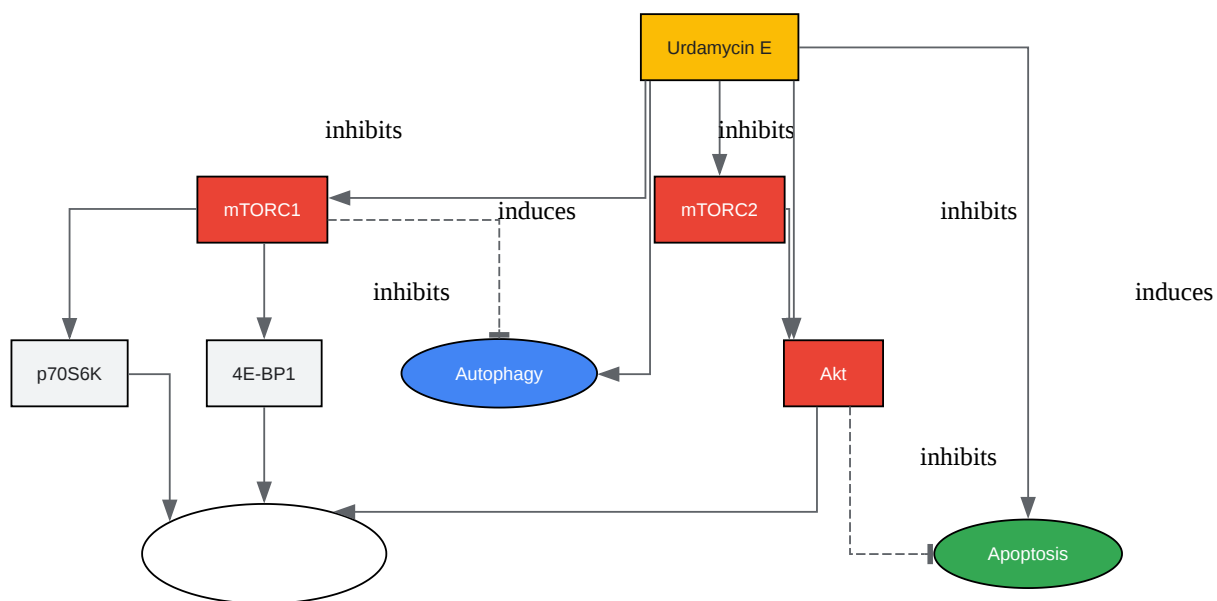 Urdamycin E
inhibits
inhibits
mTORC1
induces
mTORC2
inhibits
inhibits
induces
p70S6K
4E-BP1
Autophagy
Akt
inhibits
Apoptosis